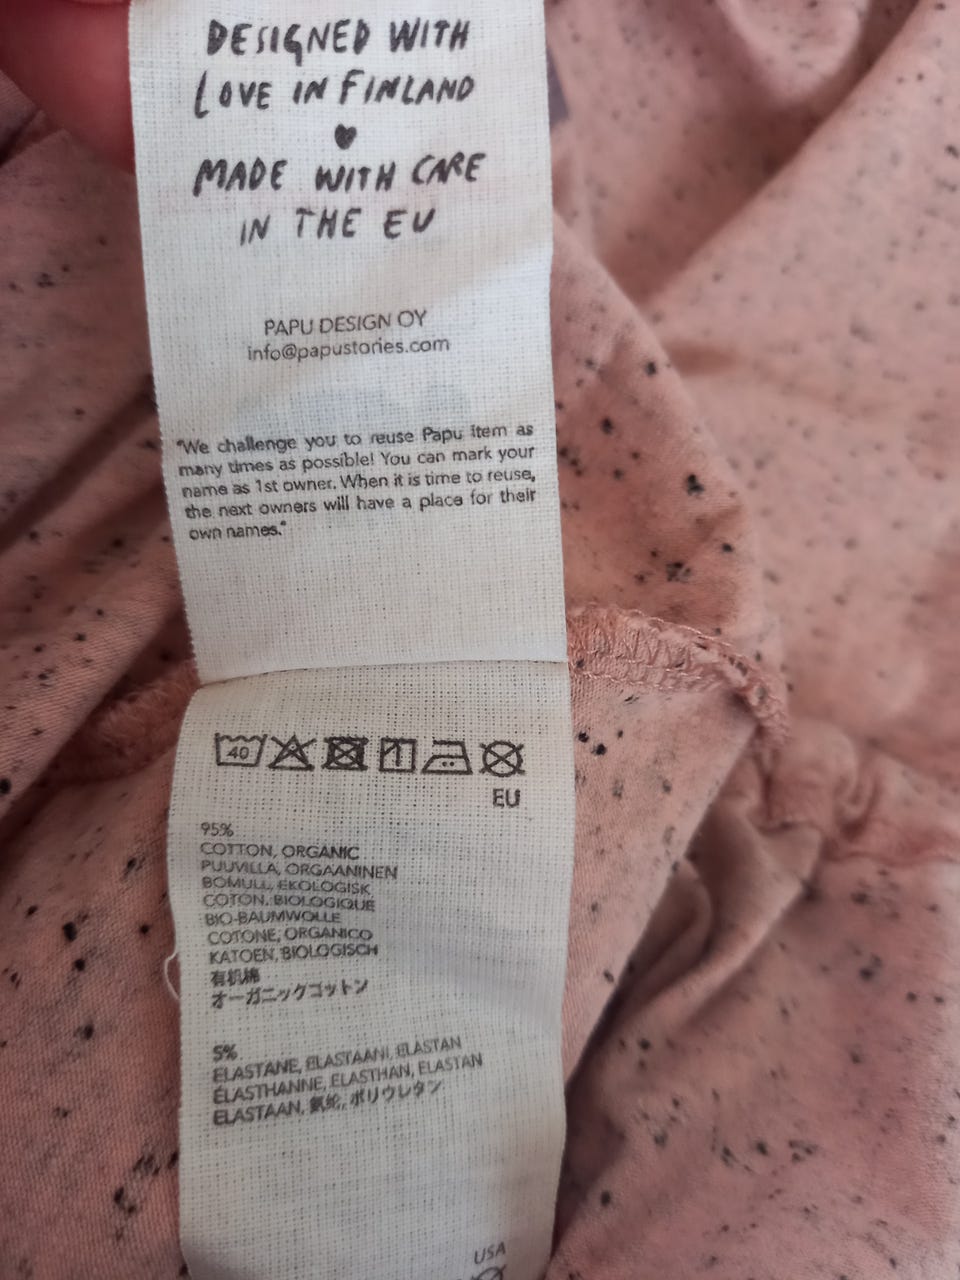 DESIGNED WITH
LOVE IN FINLAND
♥
MADE WITH CARE
IN THE EU
PAPU DESIGN OY
info@papustories.com
"We challenge you to reuse Papu item as
many times as possible! You can mark your
name as 1st owner. When it is time to reuse,
the next owners will have a place for their
own names."
40
EU
95%
COTTON, ORGANIC
PUUVILLA, ORGAANINEN
BOMULL, EKOLOGISK
COTON, BIOLOGIQUE
BIO-BAUMWOLLE
COTONE, ORGANICO
KATOEN, BIOLOGISCH
有机棉
オーガニックコットン
5%
ELASTANE, ELASTAANI, ELASTAN
ÉLASTHANNE, ELASTHAN, ELASTAN
ELASTAAN, 氨纶, ポリウレタン
USA